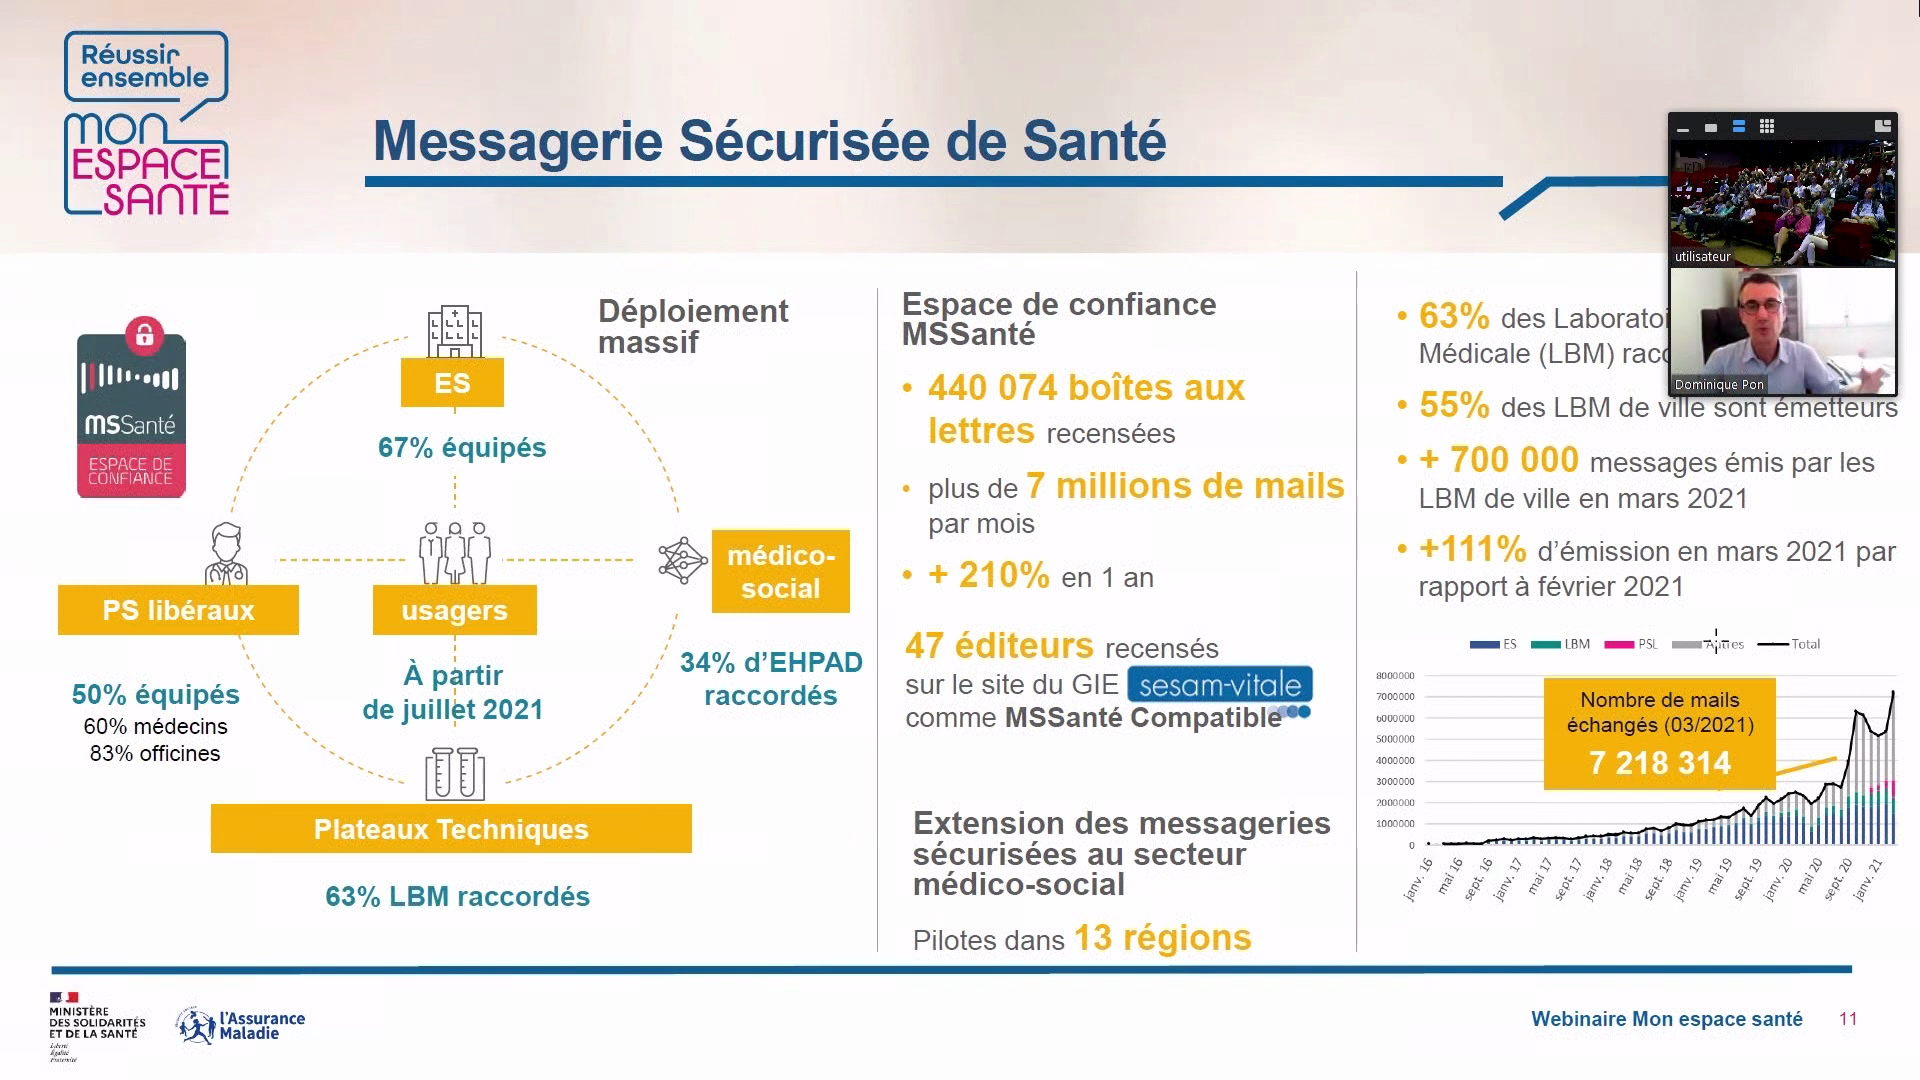 Réussir
ensemble
mon
ESPACE
SANTÉ
Messagerie Sécurisée de Santé
utilisateur
Dominique Pon
MSSanté
ESPACE DE
CONFIANCE
Déploiement
massif
ES
67% équipés
PS libéraux
50% équipés
60% médecins
83% officines
usagers
À partir
de juillet 2021
médico-
social
34% d’EHPAD
raccordés
Plateaux Techniques
63% LBM raccordés
Espace de confiance
MSSanté
• 440 074 boîtes aux
lettres recensées
• plus de 7 millions de mails
par mois
• + 210% en 1 an
47 éditeurs recensés
sur le site du GIE sesam-vitale
comme MSSanté Compatible
Extension des messageries
sécurisées au secteur
médico-social
Pilotes dans 13 régions
• 63% des
Médicale (LBM)
• 55% des LBM de ville sont émetteurs
• + 700 000 messages émis par les
LBM de ville en mars 2021
• +111% d’émission en mars 2021 par
rapport à février 2021
ES LBM PSL Autres Total
Nombre de mails
échangés (03/2021)
7 218 314
8000000
7000000
6000000
5000000
4000000
3000000
2000000
1000000
0
janv. 16
mai 16
sept. 16
janv. 17
mai 17
sept. 17
janv. 18
mai 18
sept. 18
janv. 19
mai 19
sept. 19
janv. 20
mai 20
sept. 20
janv. 21
MINISTÈRE
DES SOLIDARITÉS
ET DE LA SANTÉ
Liberté
Égalité
Fraternité
l’Assurance
Maladie
Webinaire Mon espace santé 11